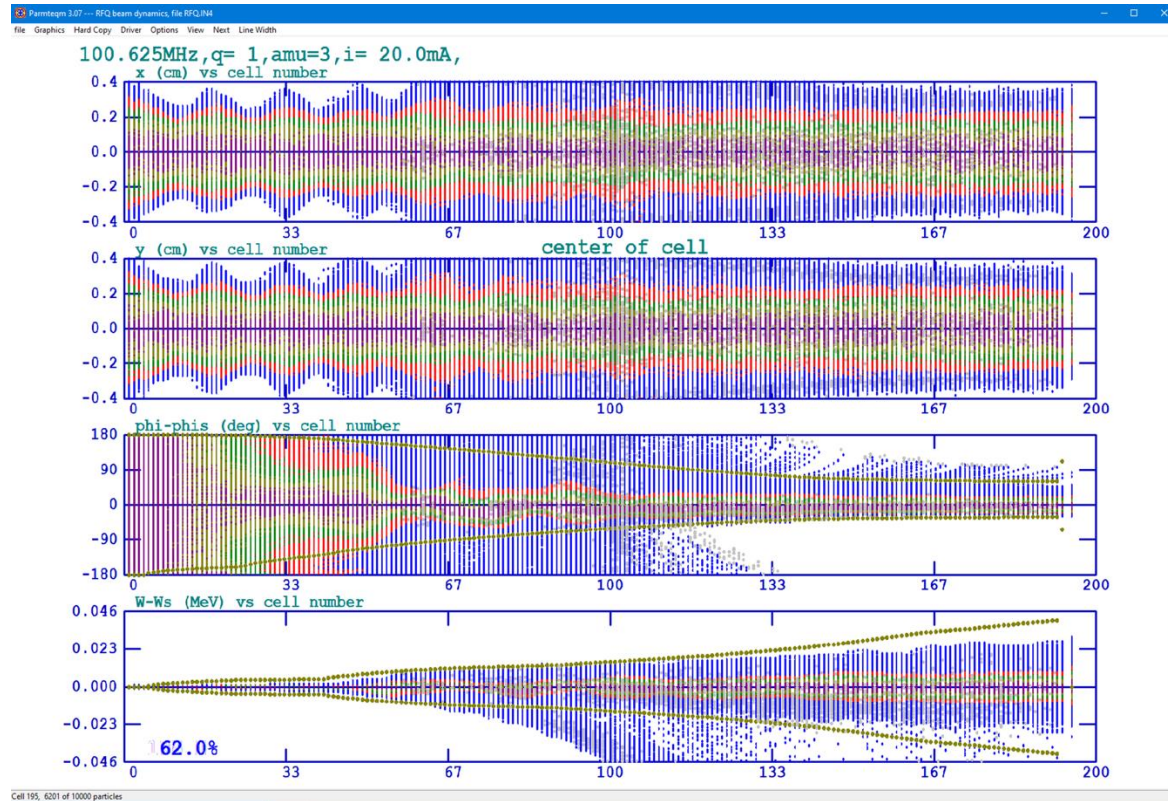 Parmteqm 3.07 --- RFQ beam dynamics, file RFQ.IN4
file Graphics Hard Copy Driver Options View Next Line Width
100.625MHz,q= 1,amu=3,i= 20.0mA,
x (cm) vs cell number
0.4
0.2
0.0
-0.2
-0.4
0 33 67 100 133 167 200
y (cm) vs cell number center of cell
0.4
0.2
0.0
-0.2
-0.4
0 33 67 100 133 167 200
phi-phis (deg) vs cell number
180
90
0
-90
-180
0 33 67 100 133 167 200
W-Ws (MeV) vs cell number
0.046
0.023
0.000
-0.023
-0.046
62.0%
0 33 67 100 133 167 200
Cell 195, 6201 of 10000 particles